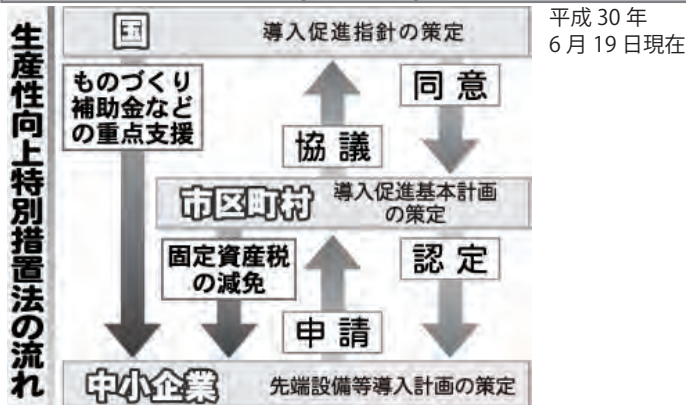 生産性向上特別措置法の流れ
国
導入促進指針の策定
平成30年
6月19日現在
ものづくり
補助金など
の重点支援
同意
協議
市区町村
導入促進基本計画
の策定
固定資産税
の減免
認定
申請
中小企業
先端設備等導入計画の策定